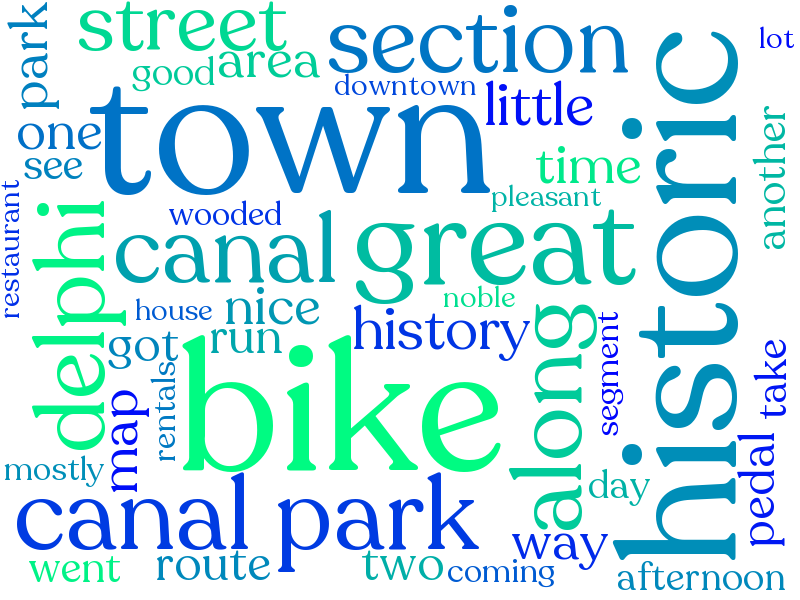 park
street
section
lot
good
area
downtown
little
town
one
see
time
historic
another
pleasant
restaurant
wooded
delphi
canal
great
house
nice
noble
got
run
history
along
segment
bike
rentals
map
take
pedal
mostly
canal park
day
way
went
route
two
coming
afternoon